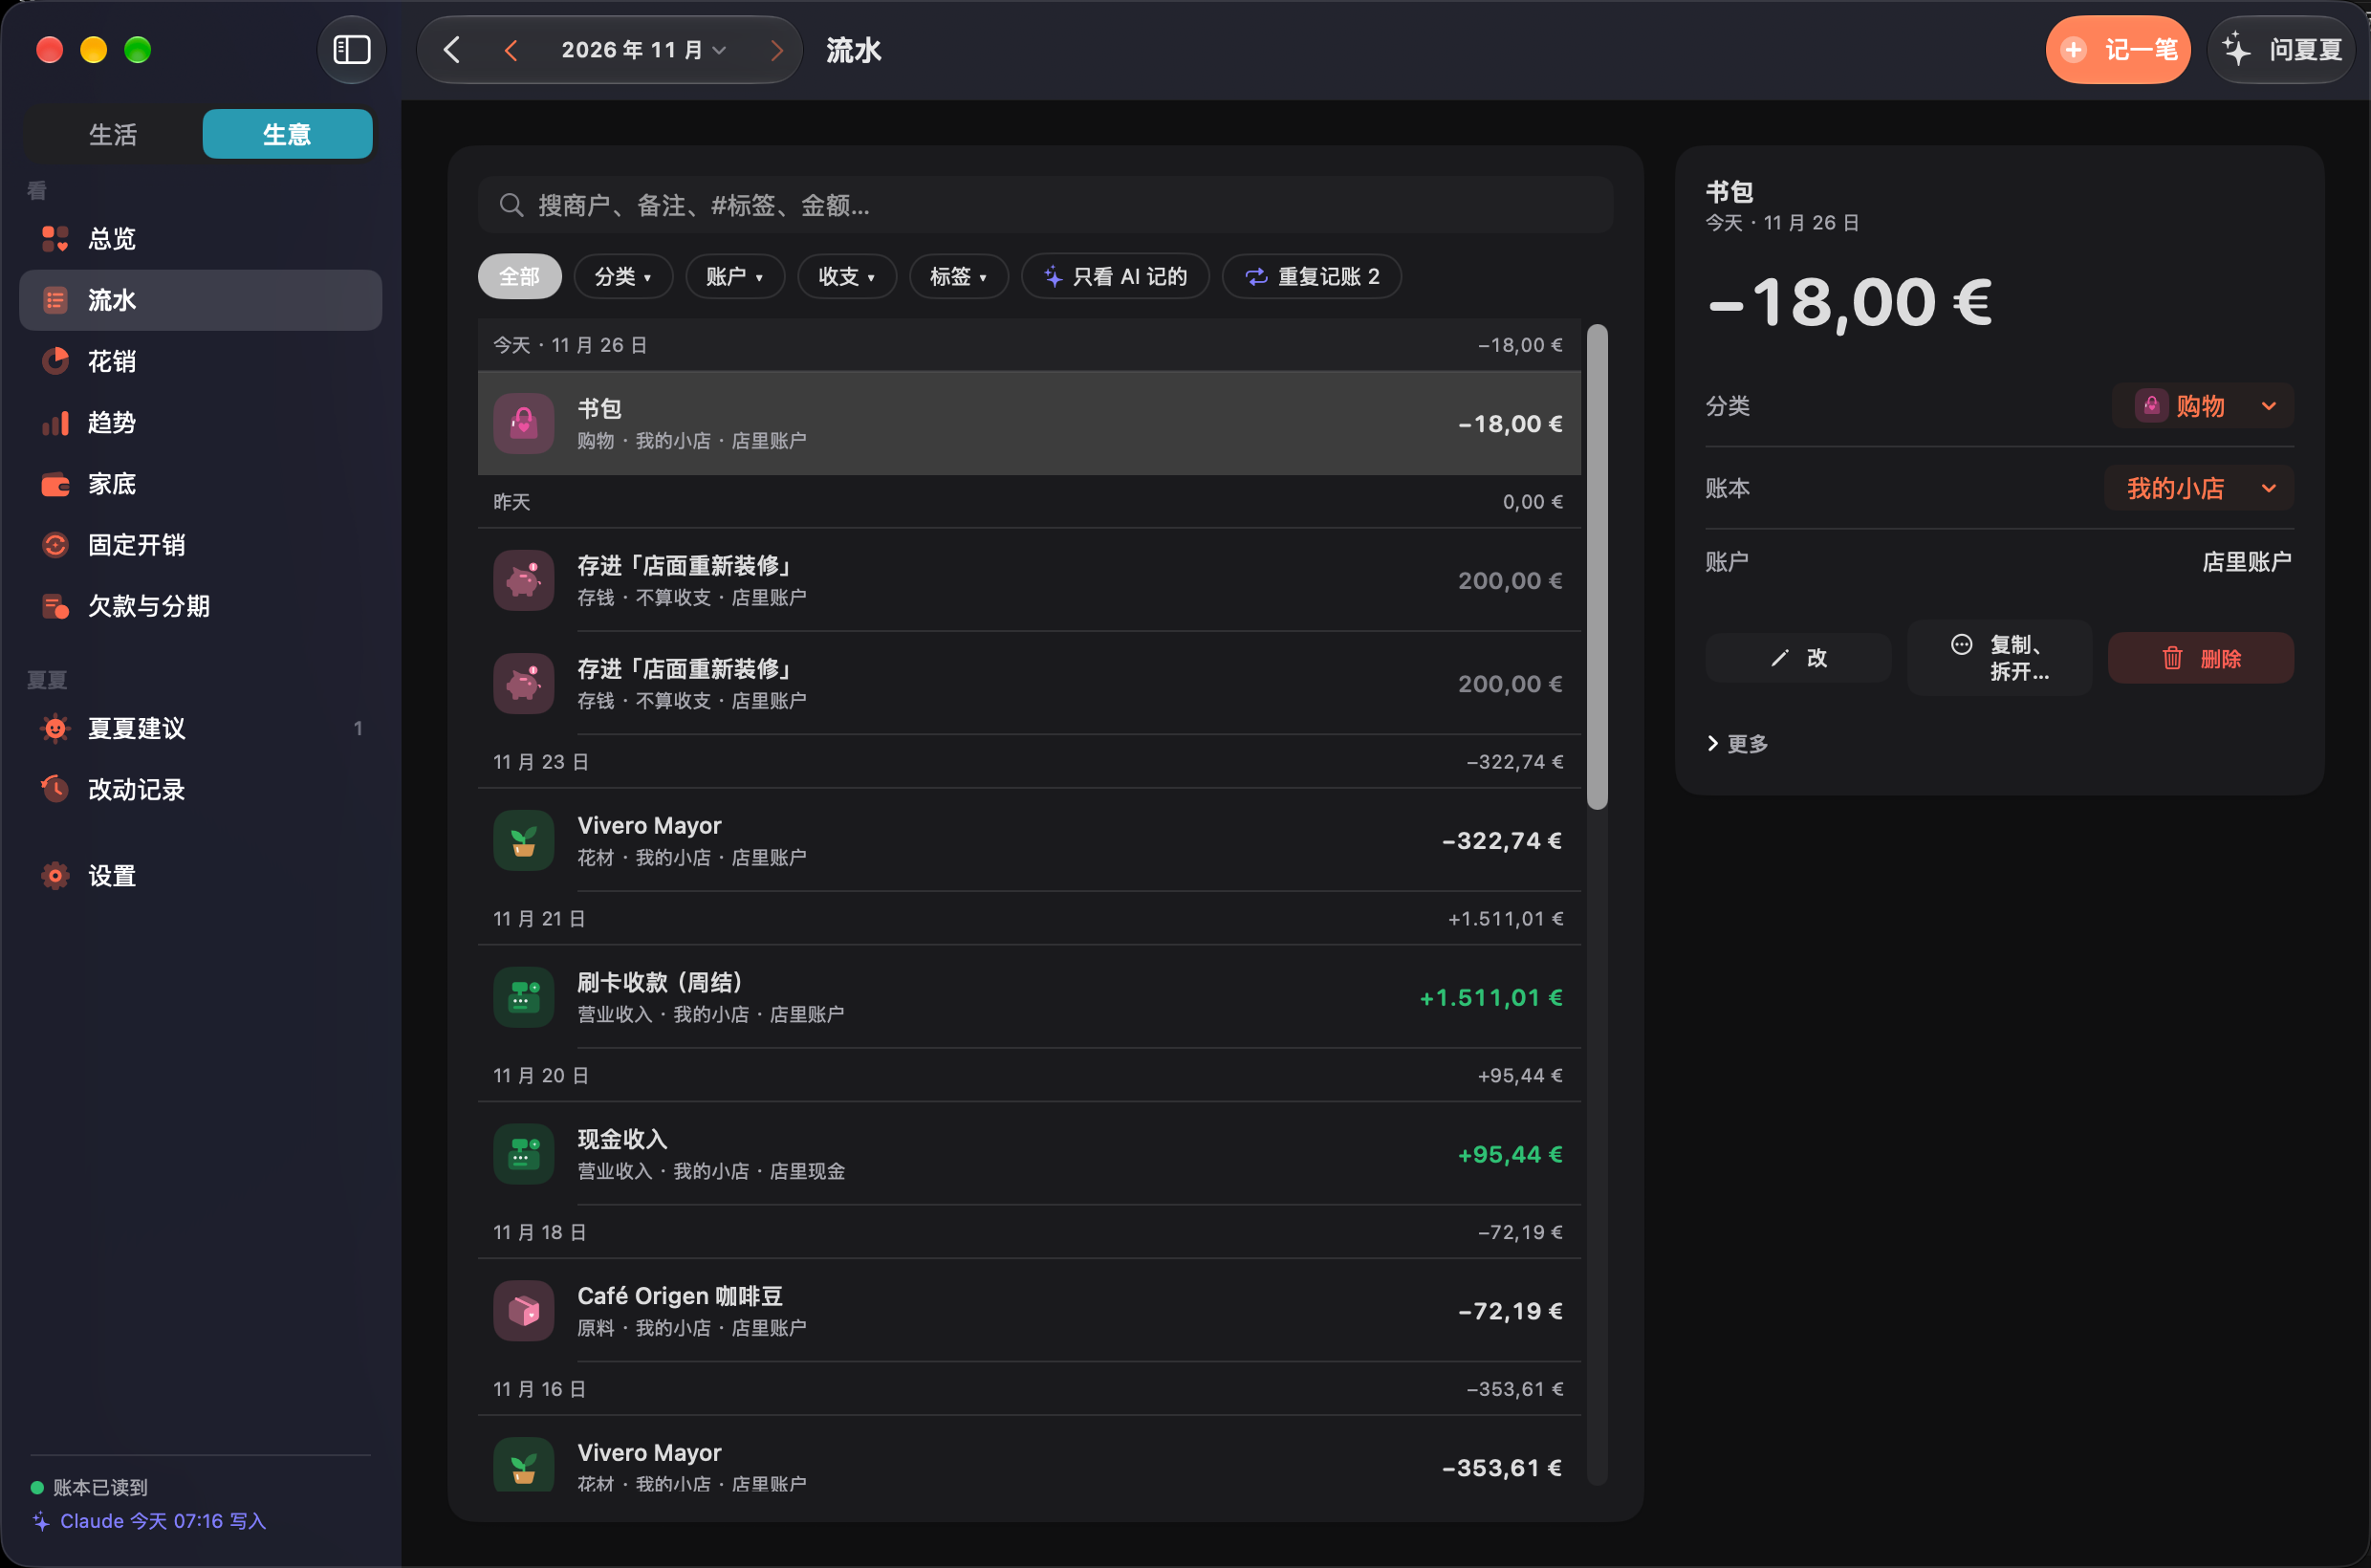 2026 年 11 月
流水
记一笔
问夏夏
生活
生意
看
总览
流水
花销
趋势
家底
固定开销
欠款与分期
夏夏
夏夏建议 1
改动记录
设置
账本已读到
Claude 今天 07:16 写入
搜商户、备注、#标签、金额...
全部
分类 ▾
账户 ▾
收支 ▾
标签 ▾
只看 AI 记的
重复记账 2
今天 · 11 月 26 日 −18,00 €
书包
购物 · 我的小店 · 店里账户
−18,00 €
昨天 0,00 €
存进「店面重新装修」
存钱 · 不算收支 · 店里账户
200,00 €
存进「店面重新装修」
存钱 · 不算收支 · 店里账户
200,00 €
11 月 23 日 −322,74 €
Vivero Mayor
花材 · 我的小店 · 店里账户
−322,74 €
11 月 21 日 +1.511,01 €
刷卡收款（周结）
营业收入 · 我的小店 · 店里账户
+1.511,01 €
11 月 20 日 +95,44 €
现金收入
营业收入 · 我的小店 · 店里现金
+95,44 €
11 月 18 日 −72,19 €
Café Origen 咖啡豆
原料 · 我的小店 · 店里账户
−72,19 €
11 月 16 日 −353,61 €
Vivero Mayor
花材 · 我的小店 · 店里账户
−353,61 €
书包
今天 · 11 月 26 日
−18,00 €
分类 购物
账本 我的小店
账户 店里账户
改
复制、
拆开...
删除
更多